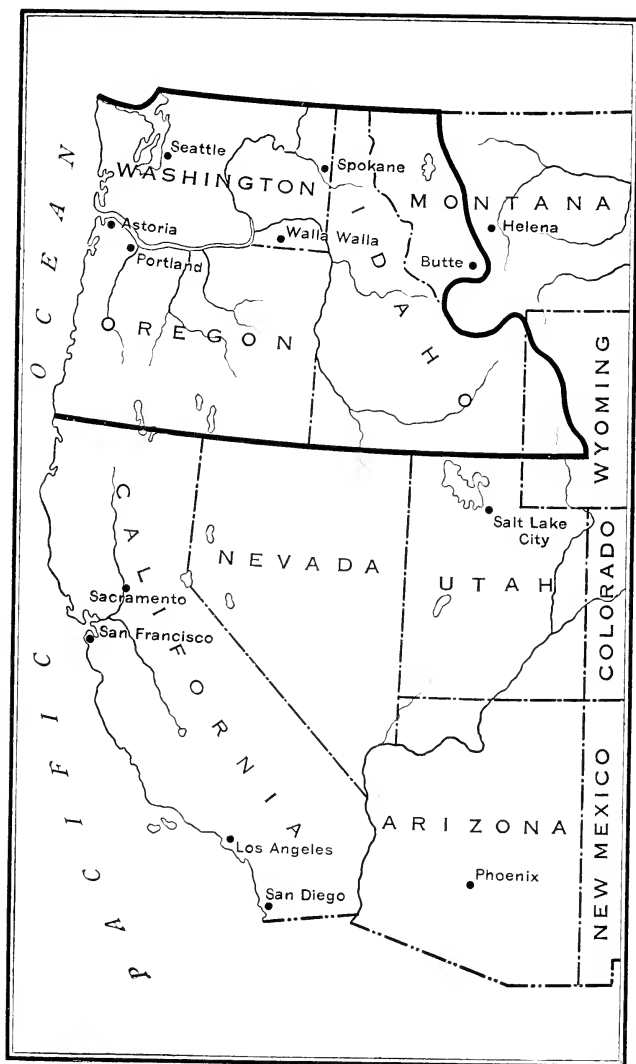 Seattle
WASHINGTON
Spokane
MONTANA
Astoria
Walla Walla
Helena
Portland
IDAHO
Butte
OREGON
WYOMING
PACIFIC OCEAN
Salt Lake
City
NEVADA
UTAH
COLORADO
CALIFORNIA
Sacramento
San Francisco
ARIZONA
NEW MEXICO
Los Angeles
Phoenix
San Diego